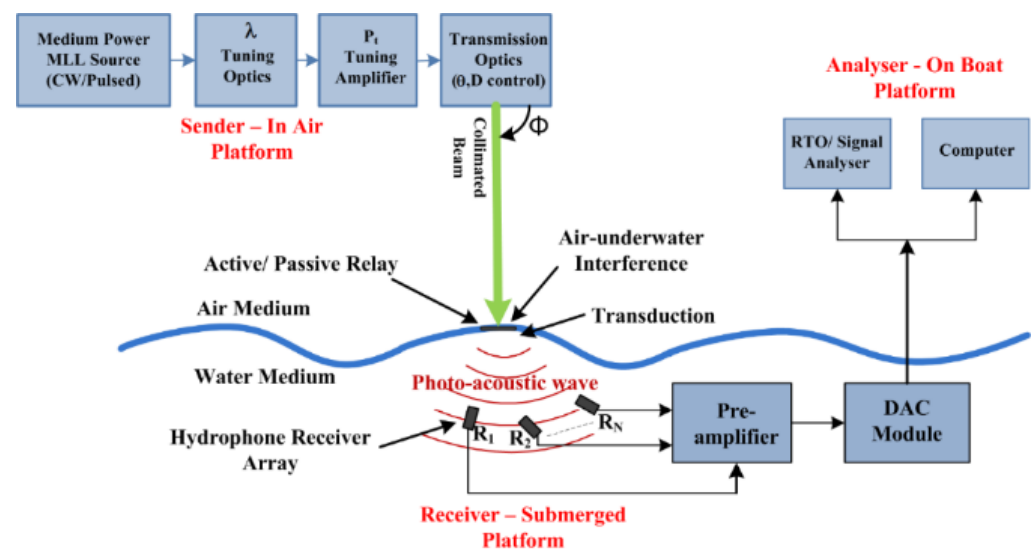 Medium Power
MLL Source
(CW/Pulsed)
λ
Tuning
Optics
Pt
Tuning
Amplifier
Transmission
Optics
(θ,D control)
Sender – In Air
Platform
Φ
Collimated
Beam
Analyser - On Boat
Platform
RTO/ Signal
Analyser
Computer
Active/ Passive Relay
Air-underwater
Interference
Air Medium
Transduction
Water Medium
Photo-acoustic wave
Hydrophone Receiver
Array
R1
R2
RN
Pre-
amplifier
DAC
Module
Receiver – Submerged
Platform